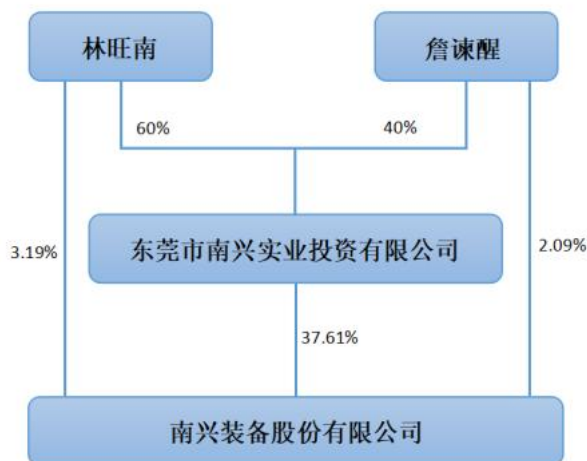 林旺南
詹谏醒
60%
40%
东莞市南兴实业投资有限公司
3.19%
2.09%
37.61%
南兴装备股份有限公司